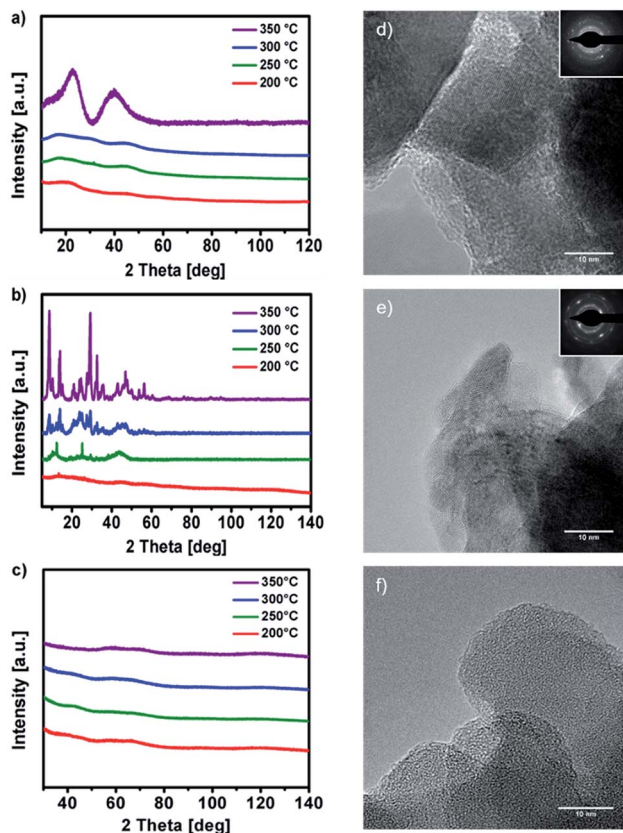 a)
350 °C
300 °C
250 °C
200 °C
Intensity [a.u.]
20 40 60 80 100 120
2 Theta [deg]
b)
350 °C
300 °C
250 °C
200 °C
Intensity [a.u.]
20 40 60 80 100 120 140
2 Theta [deg]
c)
350°C
300°C
250°C
200°C
Intensity [a.u.]
40 60 80 100 120 140
2 Theta [deg]
d)
10 nm
e)
10 nm
f)
10 nm